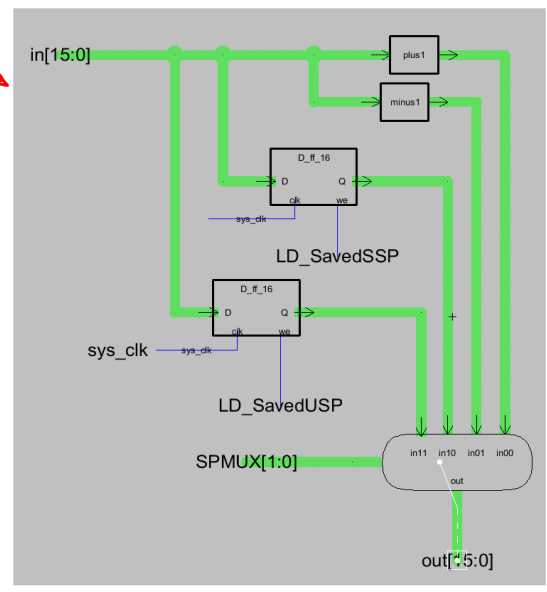 in[15:0]
plus1
minus1
D_ff_16
D Q
clk we
sys_clk
LD_SavedSSP
D_ff_16
D Q
clk we
sys_clk sys_clk
LD_SavedUSP
in11 in10 in01 in00
SPMUX[1:0]
out
out[15:0]